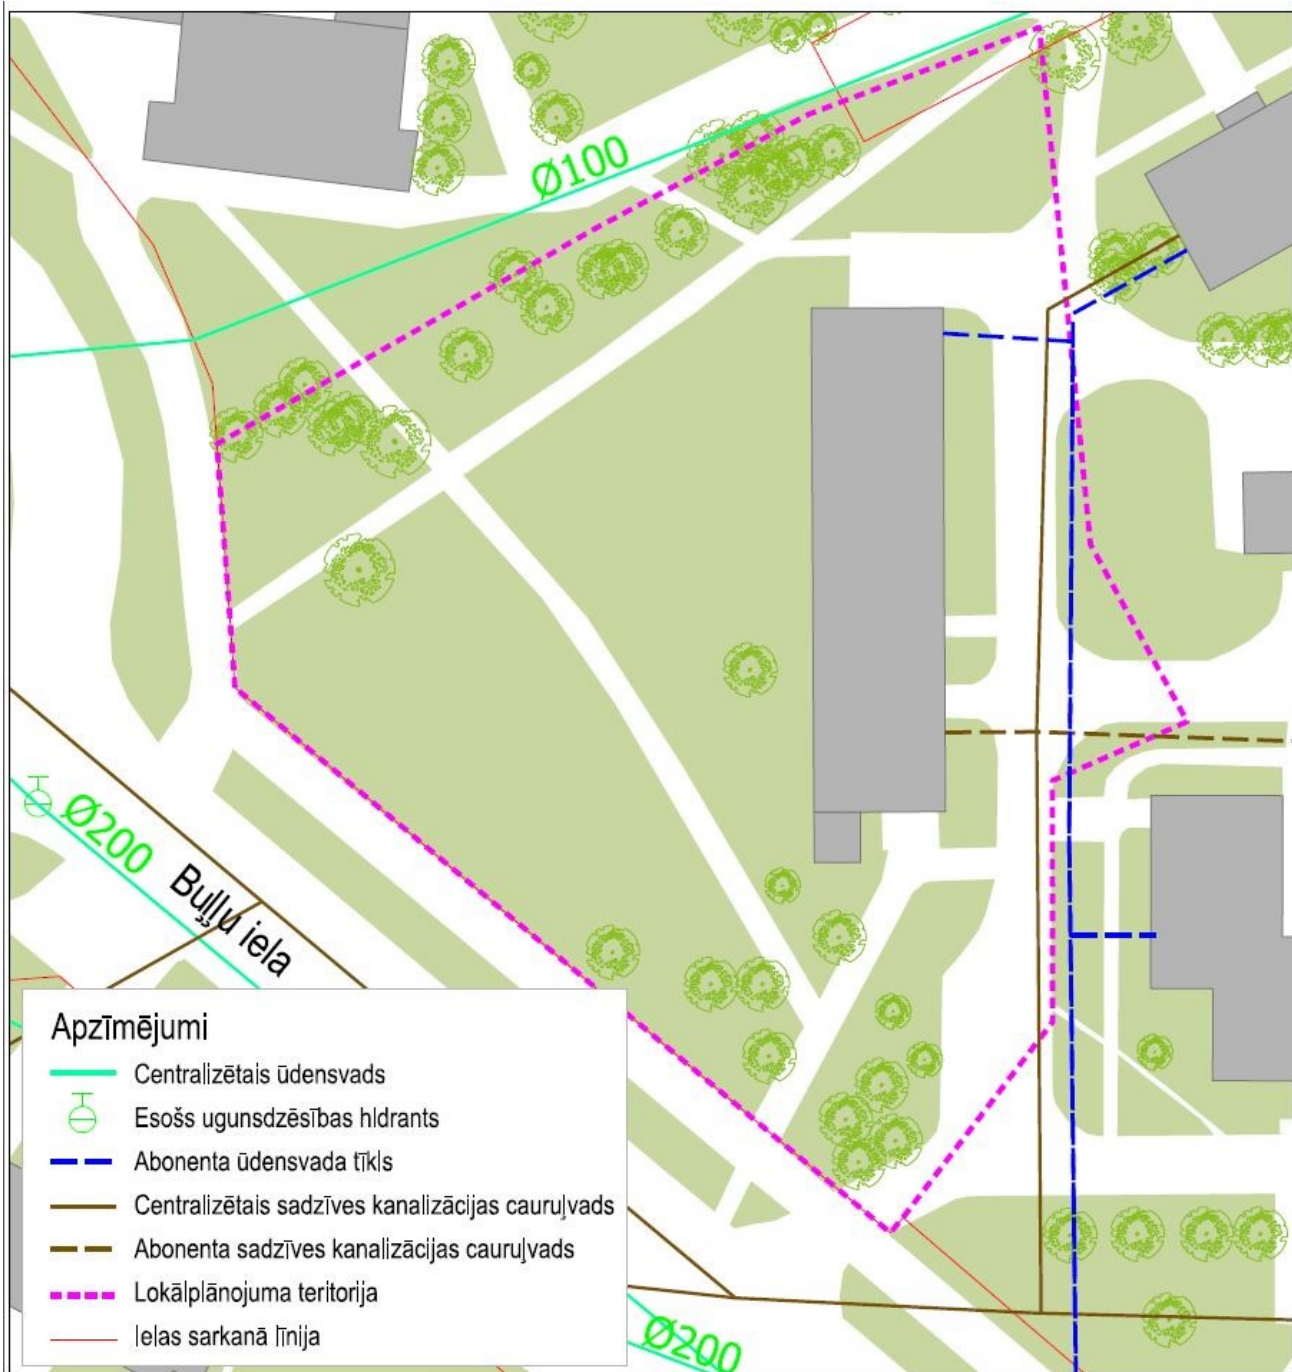 Ø100
Ø200
Buļļu iela
Apzīmējumi
Centralizētais ūdensvads
Esošs ugunsdzēsības hidrants
Abonenta ūdensvada tīkls
Centralizētais sadzīves kanalizācijas cauruļvads
Abonenta sadzīves kanalizācijas cauruļvads
Lokālplānojuma teritorija
Ielas sarkanā līnija
Ø200